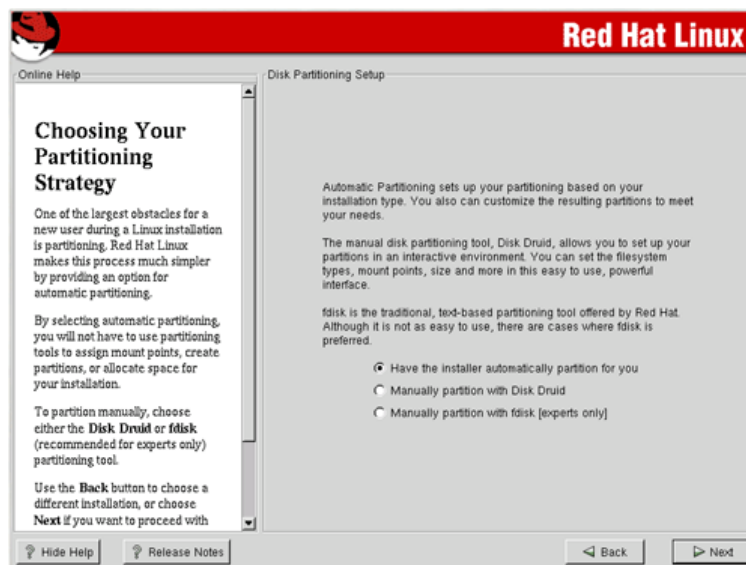 Red Hat Linux
Online Help
Choosing Your
Partitioning
Strategy
One of the largest obstacles for a
new user during a Linux installation
is partitioning. Red Hat Linux
makes this process much simpler
by providing an option for
automatic partitioning.
By selecting automatic partitioning,
you will not have to use partitioning
tools to assign mount points, create
partitions, or allocate space for
your installation.
To partition manually, choose
either the Disk Druid or fdisk
(recommended for experts only)
partitioning tool.
Use the Back button to choose a
different installation, or choose
Next if you want to proceed with
Disk Partitioning Setup
Automatic Partitioning sets up your partitioning based on your
installation type. You also can customize the resulting partitions to meet
your needs.
The manual disk partitioning tool, Disk Druid, allows you to set up your
partitions in an interactive environment. You can set the filesystem
types, mount points, size and more in this easy to use, powerful
interface.
fdisk is the traditional, text-based partitioning tool offered by Red Hat.
Although it is not as easy to use, there are cases where fdisk is
preferred.
Have the installer automatically partition for you
Manually partition with Disk Druid
Manually partition with fdisk [experts only]
Hide Help
Release Notes
Back
Next